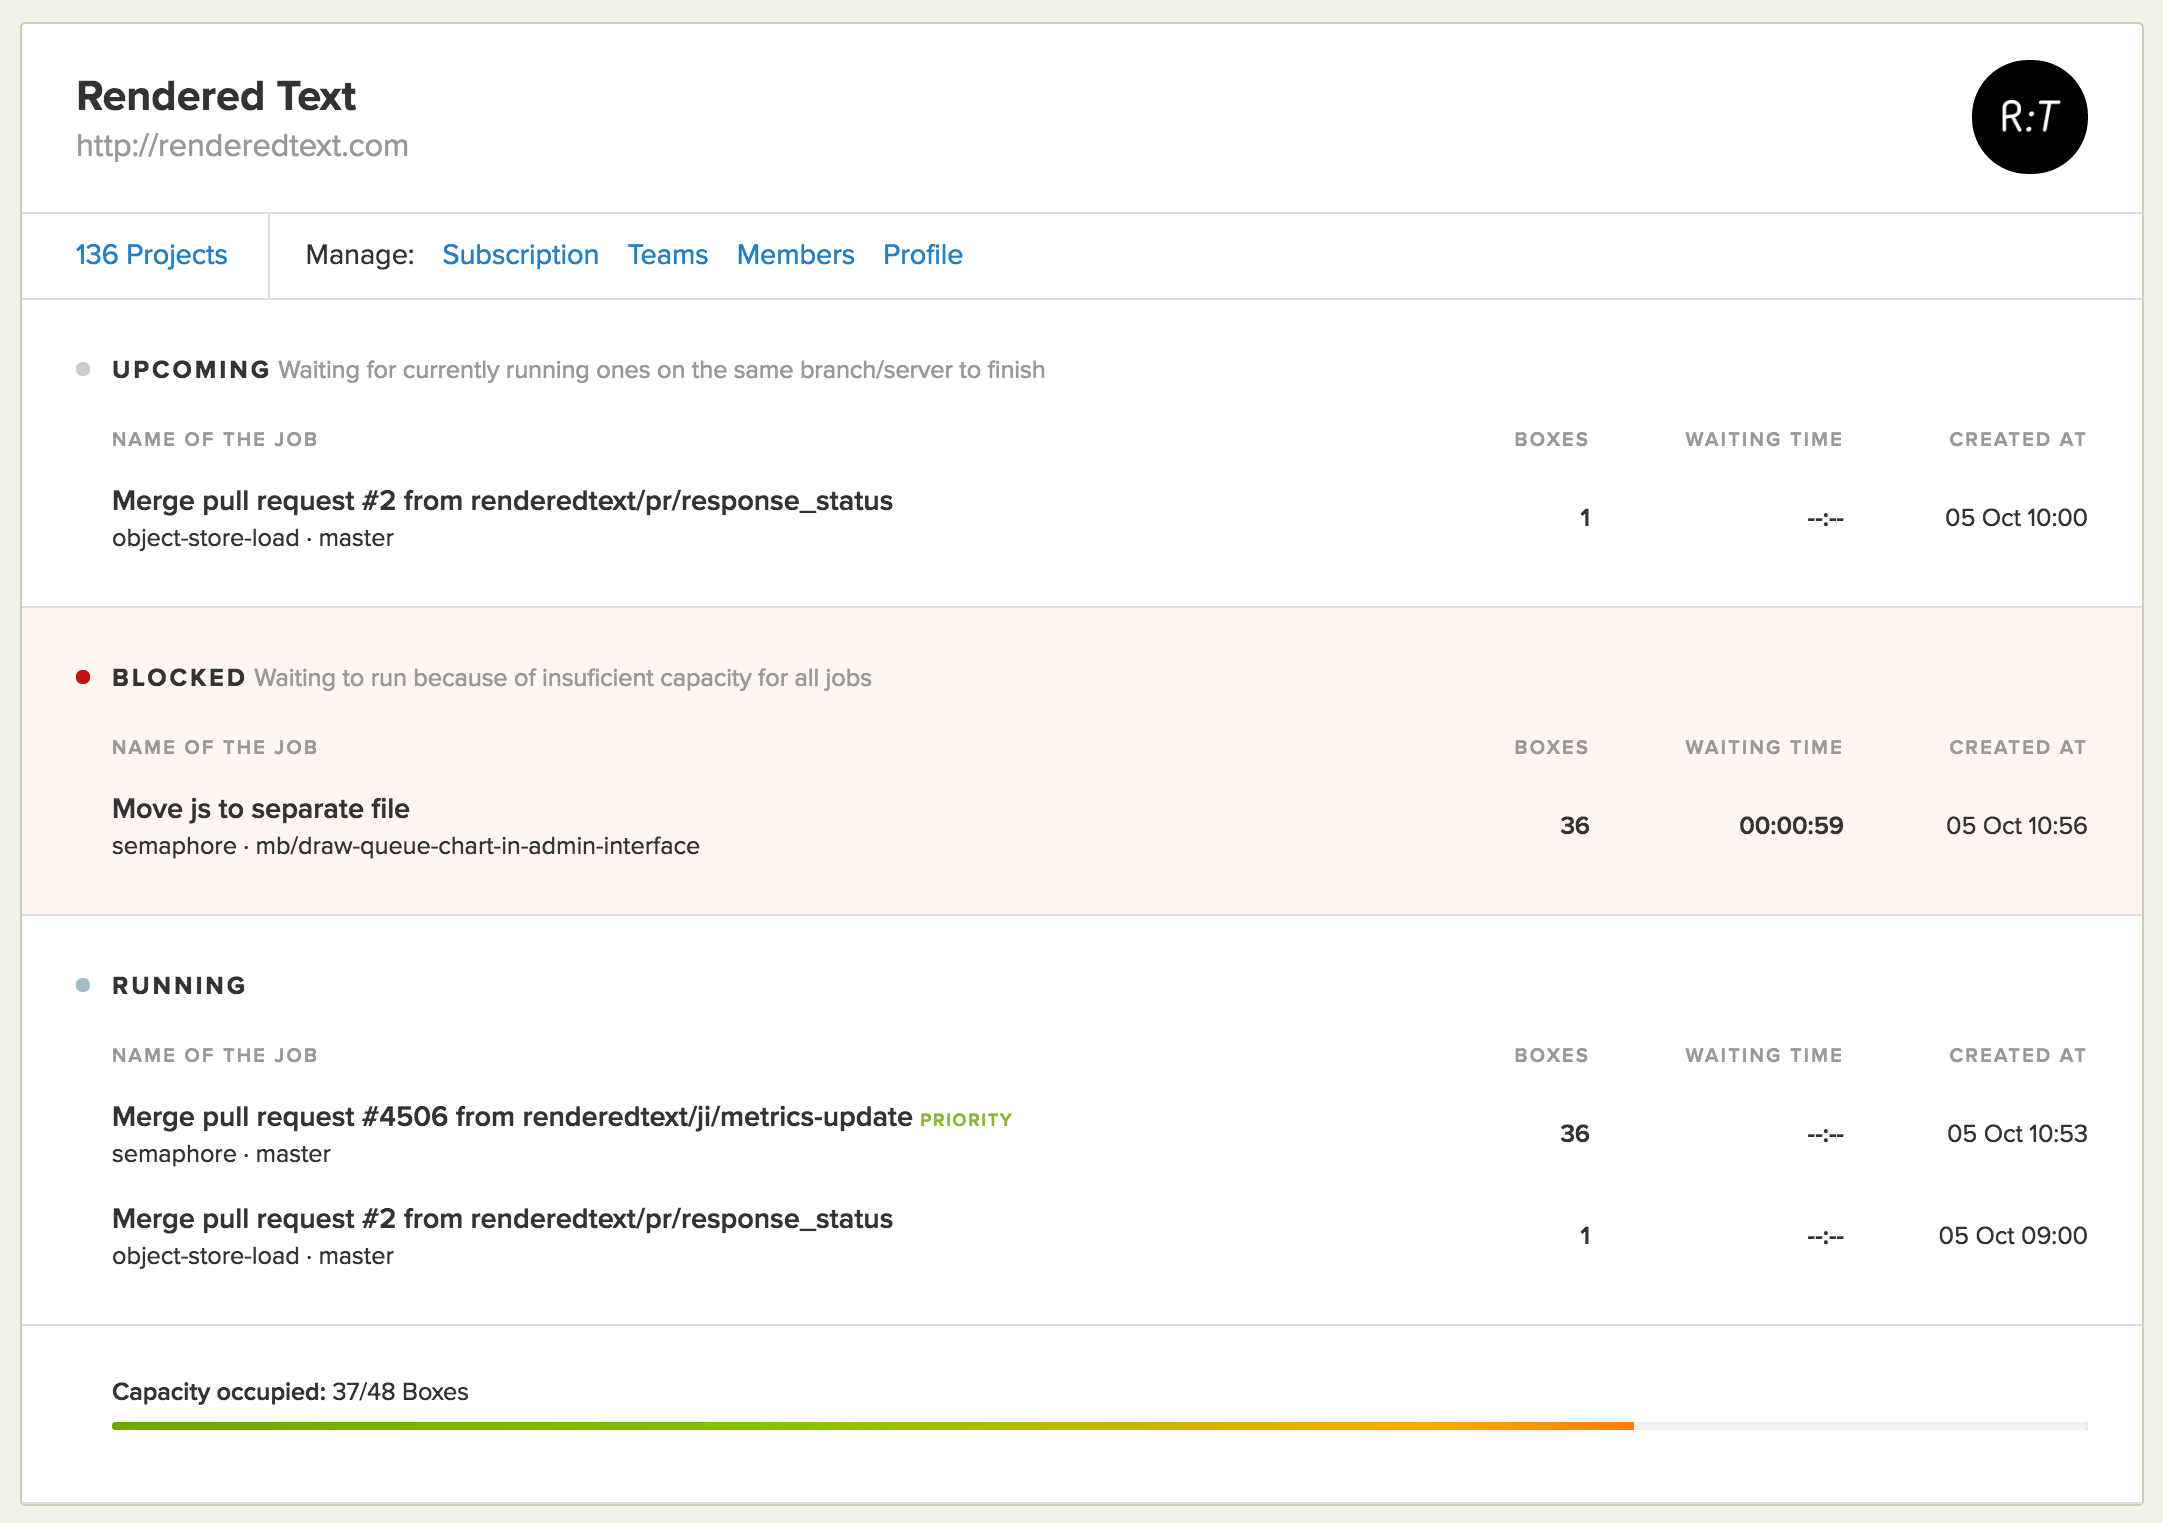 Rendered Text
http://renderedtext.com
R:T
136 Projects Manage: Subscription Teams Members Profile
UPCOMING Waiting for currently running ones on the same branch/server to finish
NAME OF THE JOB BOXES WAITING TIME CREATED AT
Merge pull request #2 from renderedtext/pr/response_status
object-store-load · master
1 --:-- 05 Oct 10:00
BLOCKED Waiting to run because of insuficient capacity for all jobs
NAME OF THE JOB BOXES WAITING TIME CREATED AT
Move js to separate file
semaphore · mb/draw-queue-chart-in-admin-interface
36 00:00:59 05 Oct 10:56
RUNNING
NAME OF THE JOB BOXES WAITING TIME CREATED AT
Merge pull request #4506 from renderedtext/ji/metrics-update PRIORITY
semaphore · master
36 --:-- 05 Oct 10:53
Merge pull request #2 from renderedtext/pr/response_status
object-store-load · master
1 --:-- 05 Oct 09:00
Capacity occupied: 37/48 Boxes